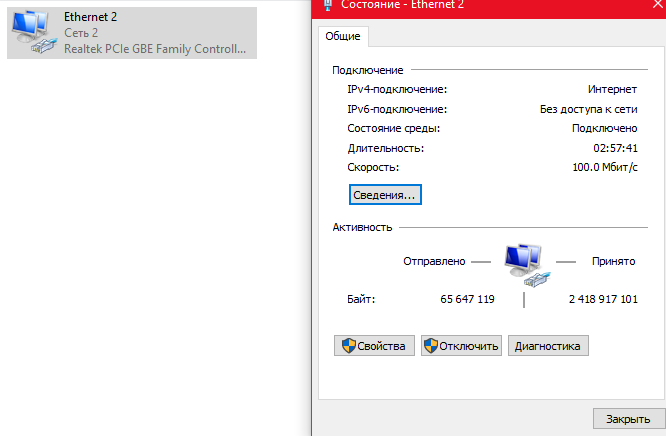 Ethernet 2
Сеть 2
Realtek PCIe GBE Family Controll...
Состояние - Ethernet 2
Общие
Подключение
IPv4-подключение: Интернет
IPv6-подключение: Без доступа к сети
Состояние среды: Подключено
Длительность: 02:57:41
Скорость: 100.0 Мбит/с
Сведения...
Активность
Отправлено Принято
Байт: 65 647 119 2 418 917 101
Свойства Отключить Диагностика
Закрыть